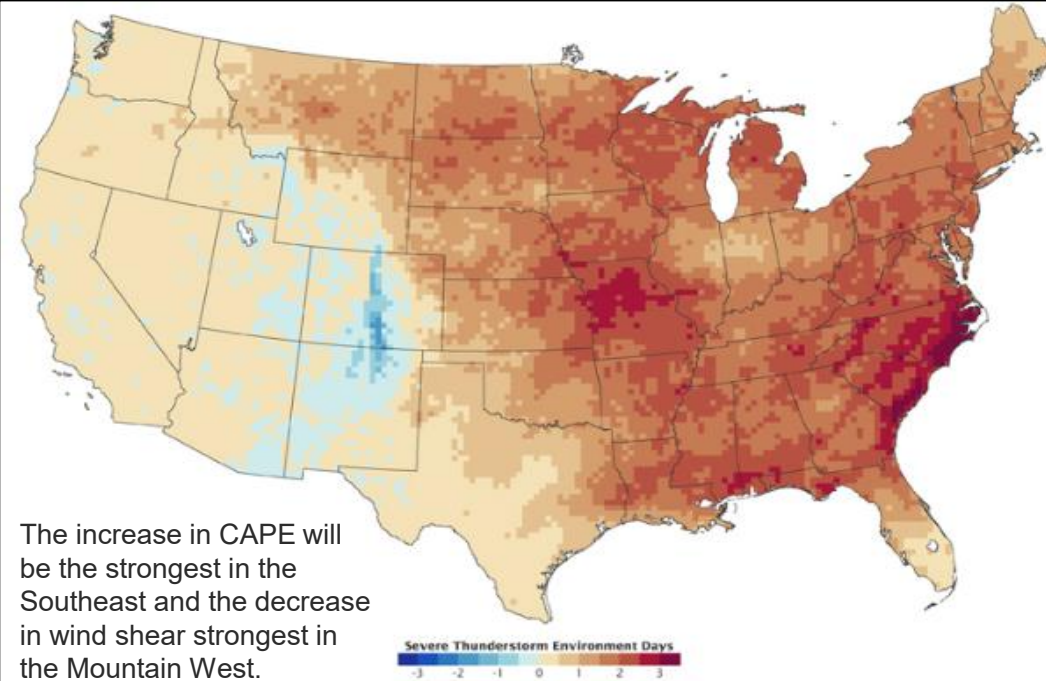 The increase in CAPE will
be the strongest in the
Southeast and the decrease
in wind shear strongest in
the Mountain West.
Severe Thunderstorm Environment Days
-3 -2 -1 0 1 2 3